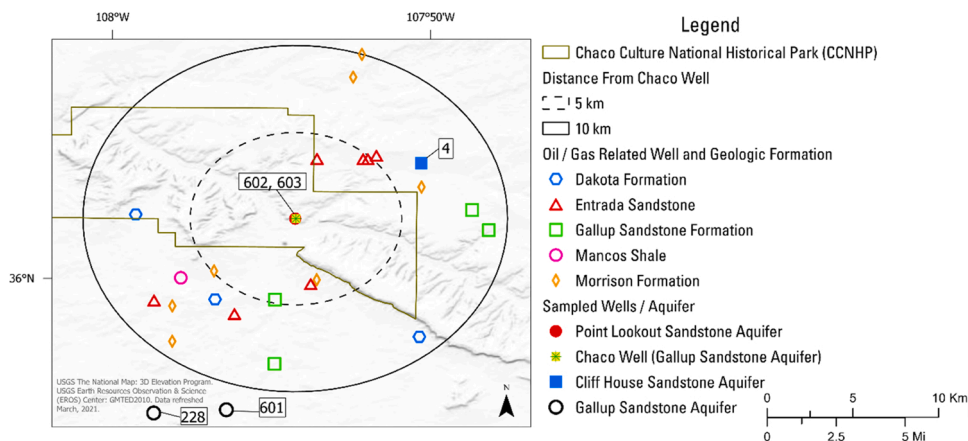 108°W
107°50'W
36°N
4
602, 603
228
601
USGS The National Map: 3D Elevation Program.
USGS Earth Resources Observation & Science
(EROS) Center: GMTED2010. Data refreshed
March, 2021.
N
Legend
Chaco Culture National Historical Park (CCNHP)
Distance From Chaco Well
5 km
10 km
Oil / Gas Related Well and Geologic Formation
Dakota Formation
Entrada Sandstone
Gallup Sandstone Formation
Mancos Shale
Morrison Formation
Sampled Wells / Aquifer
Point Lookout Sandstone Aquifer
Chaco Well (Gallup Sandstone Aquifer)
Cliff House Sandstone Aquifer
Gallup Sandstone Aquifer
0 5 10 Km
0 2.5 5 Mi